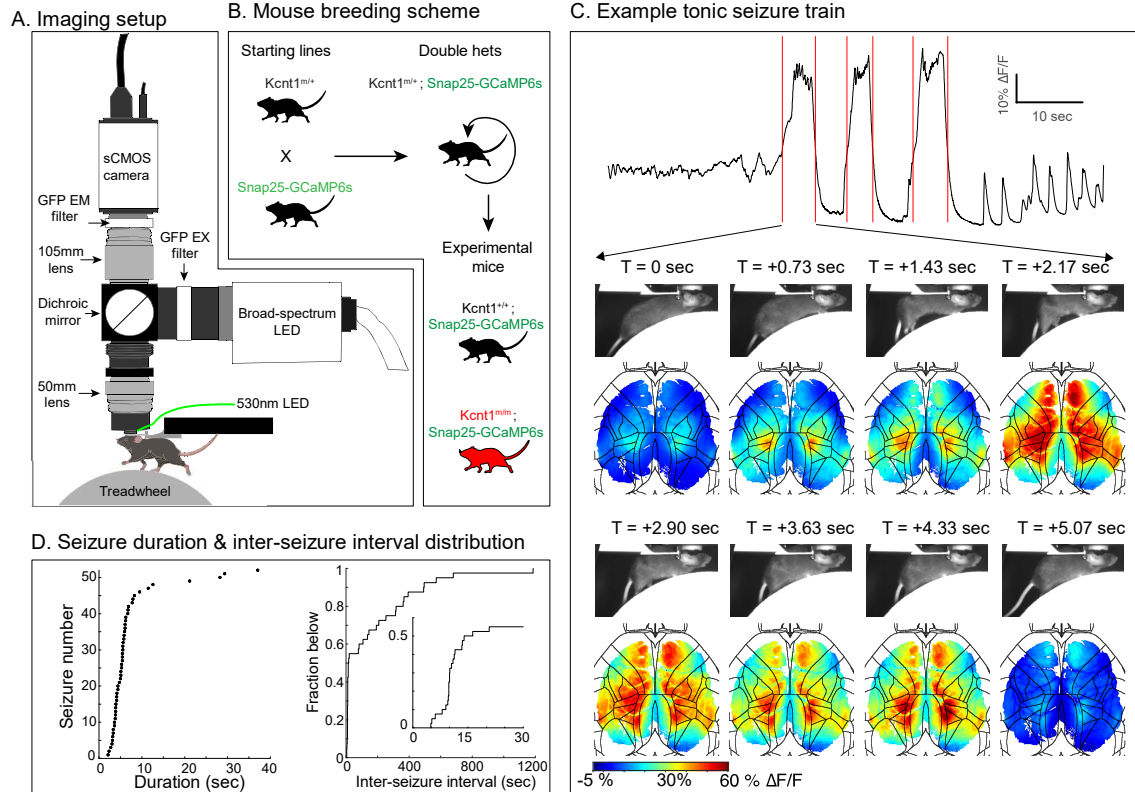 A. Imaging setup
sCMOS
camera
GFP EM
filter
GFP EX
filter
105mm
lens
Dichroic
mirror
Broad-spectrum
LED
50mm
lens
530nm LED
Treadwheel
B. Mouse breeding scheme
Starting lines
Double hets
Kcnt1m/+
Kcnt1m/+; Snap25-GCaMP6s
X
Snap25-GCaMP6s
Experimental
mice
Kcnt1+/+;
Snap25-GCaMP6s
Kcnt1m/m;
Snap25-GCaMP6s
C. Example tonic seizure train
10% ΔF/F
10 sec
T = 0 sec
T = +0.73 sec
T = +1.43 sec
T = +2.17 sec
T = +2.90 sec
T = +3.63 sec
T = +4.33 sec
T = +5.07 sec
-5 %
30%
60 % ΔF/F
D. Seizure duration & inter-seizure interval distribution
Seizure number
50
40
30
20
10
0
0
10
20
30
40
Duration (sec)
Fraction below
1
0.8
0.6
0.4
0.2
0
0
400
800
1200
Inter-seizure interval (sec)
0.5
0
0
15
30